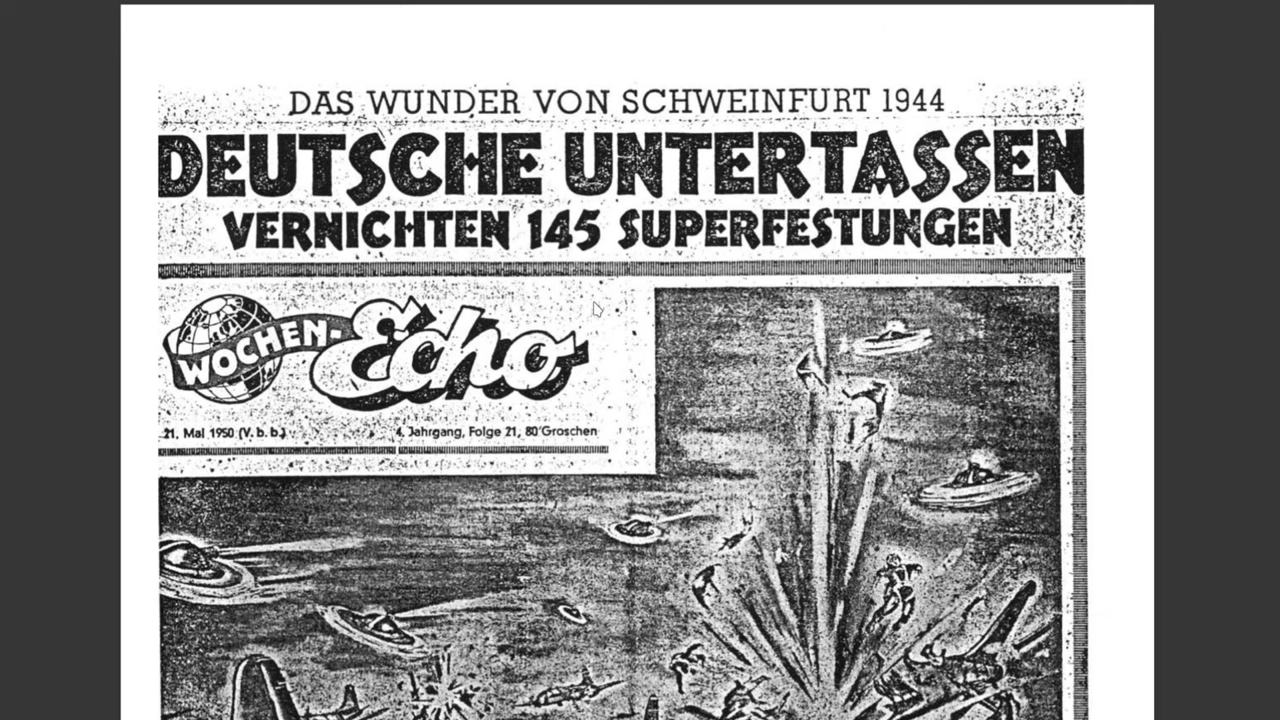 DAS WUNDER VON SCHWEINFURT 1944
DEUTSCHE UNTERTASSEN
VERNICHTEN 145 SUPERFESTUNGEN
WOCHEN-Echo
21. Mai 1950 (V. b. b.)
4. Jahrgang, Folge 21, 80 Groschen